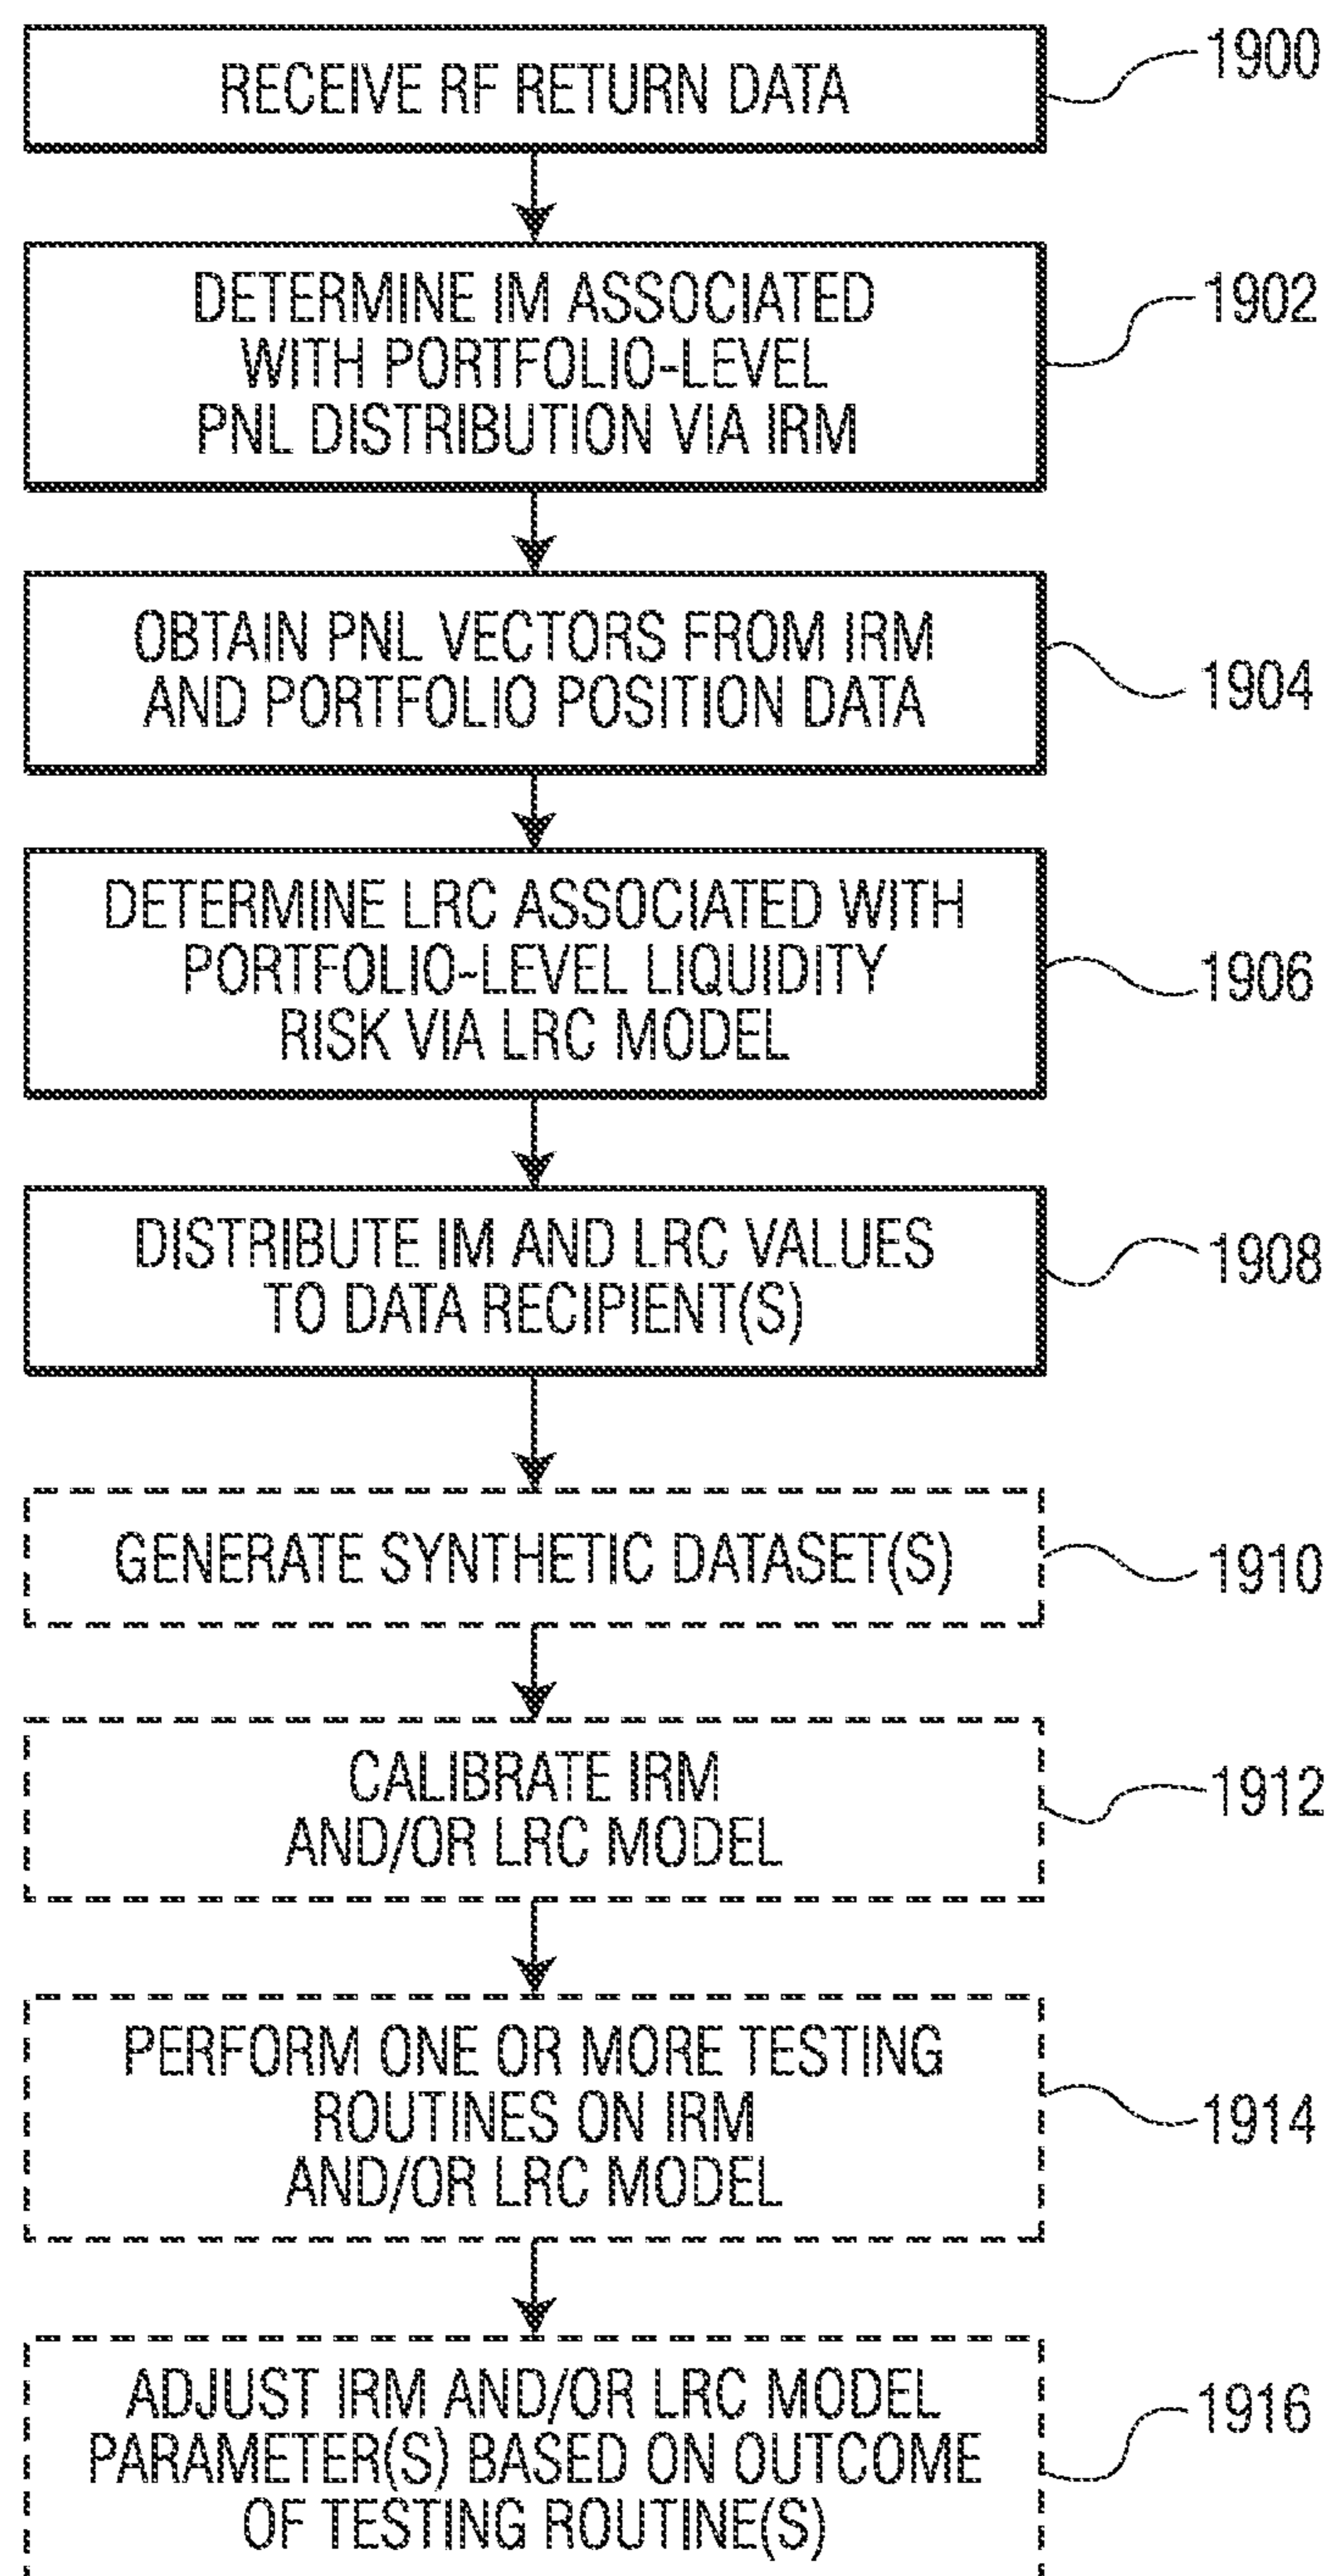 RECEIVE RF RETURN DATA
1900
DETERMINE IM ASSOCIATED
WITH PORTFOLIO-LEVEL
PNL DISTRIBUTION VIA IRM
1902
OBTAIN PNL VECTORS FROM IRM
AND PORTFOLIO POSITION DATA
1904
DETERMINE LRC ASSOCIATED WITH
PORTFOLIO-LEVEL LIQUIDITY
RISK VIA LRC MODEL
1906
DISTRIBUTE IM AND LRC VALUES
TO DATA RECIPIENT(S)
1908
GENERATE SYNTHETIC DATASET(S)
1910
CALIBRATE IRM
AND/OR LRC MODEL
1912
PERFORM ONE OR MORE TESTING
ROUTINES ON IRM
AND/OR LRC MODEL
1914
ADJUST IRM AND/OR LRC MODEL
PARAMETER(S) BASED ON OUTCOME
OF TESTING ROUTINE(S)
1916